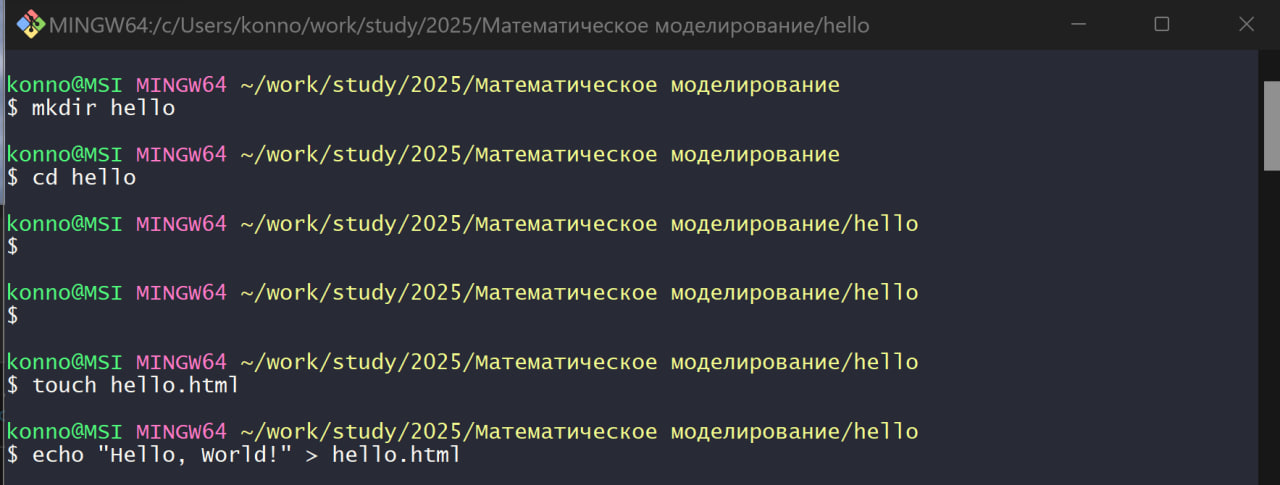 MINGW64:/c/Users/konno/work/study/2025/Математическое моделирование/hello
konno@MSI MINGW64 ~/work/study/2025/Математическое моделирование
$ mkdir hello
konno@MSI MINGW64 ~/work/study/2025/Математическое моделирование
$ cd hello
konno@MSI MINGW64 ~/work/study/2025/Математическое моделирование/hello
$
konno@MSI MINGW64 ~/work/study/2025/Математическое моделирование/hello
$
konno@MSI MINGW64 ~/work/study/2025/Математическое моделирование/hello
$ touch hello.html
konno@MSI MINGW64 ~/work/study/2025/Математическое моделирование/hello
$ echo "Hello, World!" > hello.html